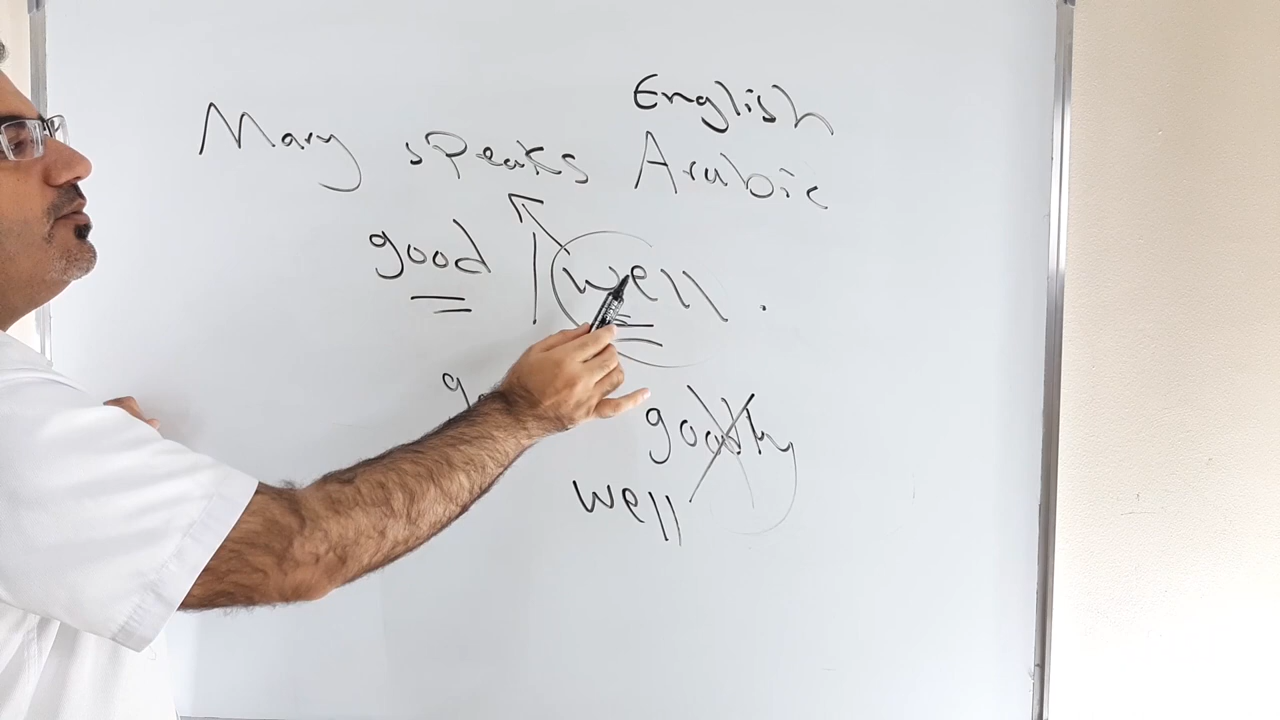 English
Mary speaks Arabic
good / well .
goodly
well